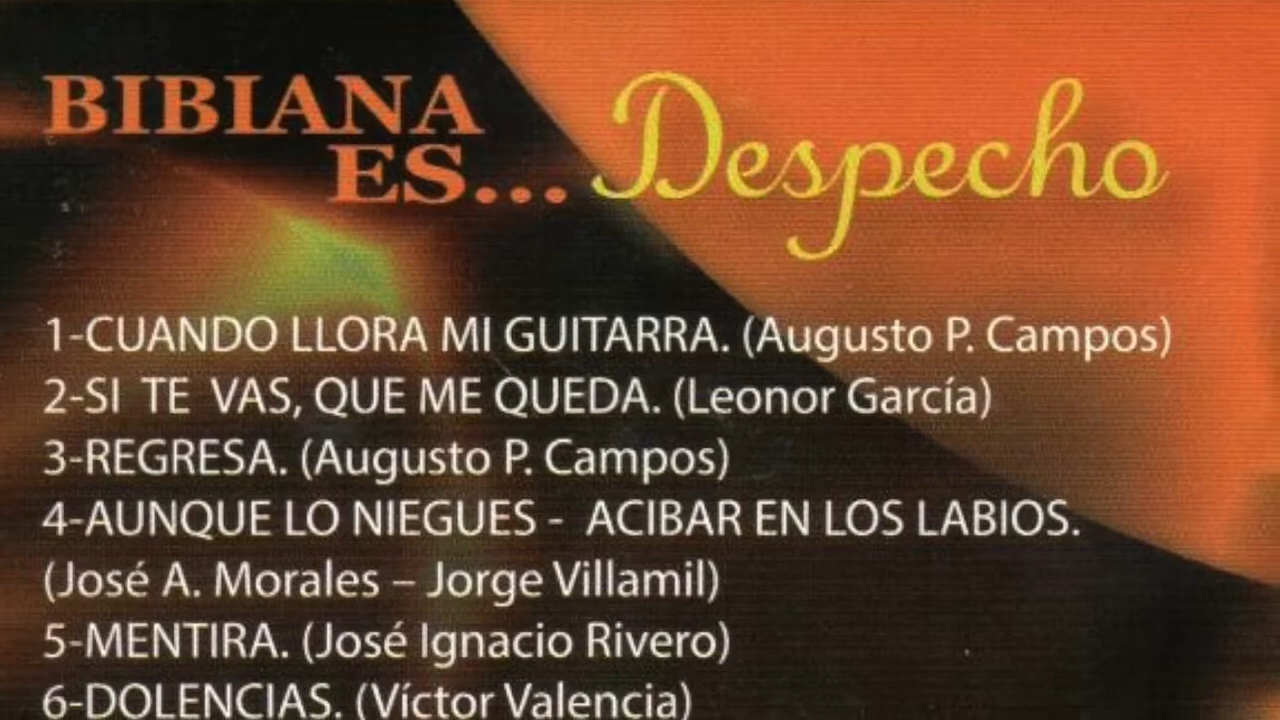 BIBIANA
ES... Despecho
1-CUANDO LLORA MI GUITARRA. (Augusto P. Campos)
2-SI TE VAS, QUE ME QUEDA. (Leonor García)
3-REGRESA. (Augusto P. Campos)
4-AUNQUE LO NIEGUES - ACIBAR EN LOS LABIOS.
(José A. Morales – Jorge Villamil)
5-MENTIRA. (José Ignacio Rivero)
6-DOLENCIAS. (Víctor Valencia)